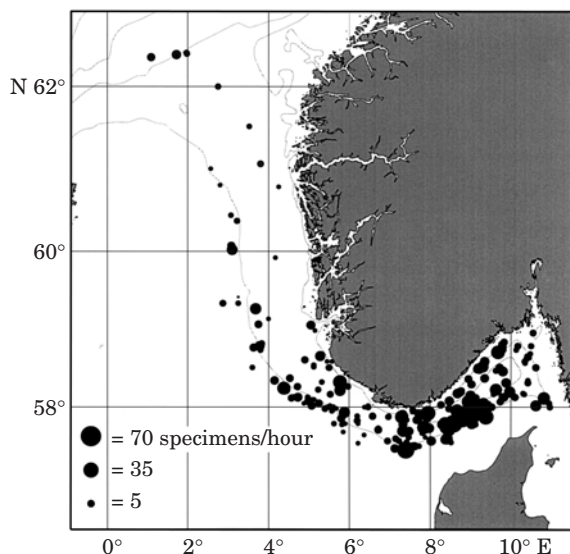 N 62°
60°
58°
= 70 specimens/hour
= 35
= 5
0° 2° 4° 6° 8° 10° E